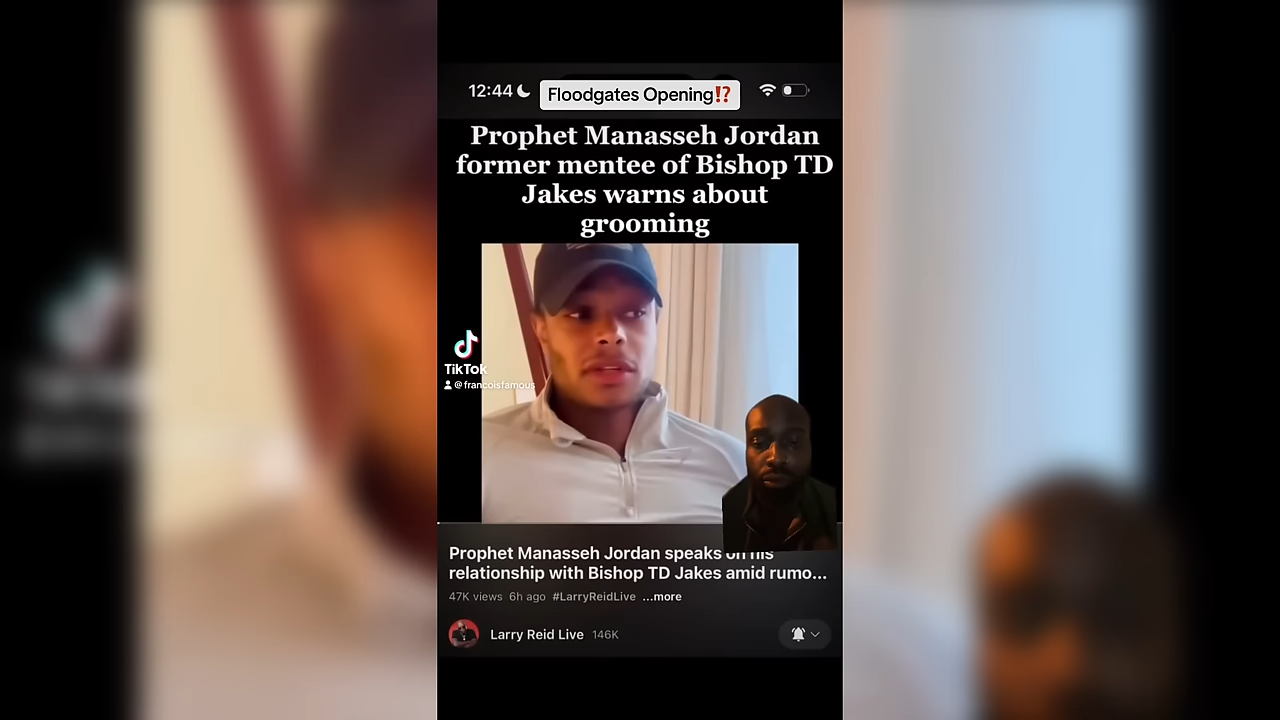 12:44
Floodgates Opening⁉️
Prophet Manasseh Jordan
former mentee of Bishop TD
Jakes warns about
grooming
TikTok
@francoisfamous
Prophet Manasseh Jordan speaks on his
relationship with Bishop TD Jakes amid rumo...
47K views 6h ago #LarryReidLive ...more
Larry Reid Live 146K